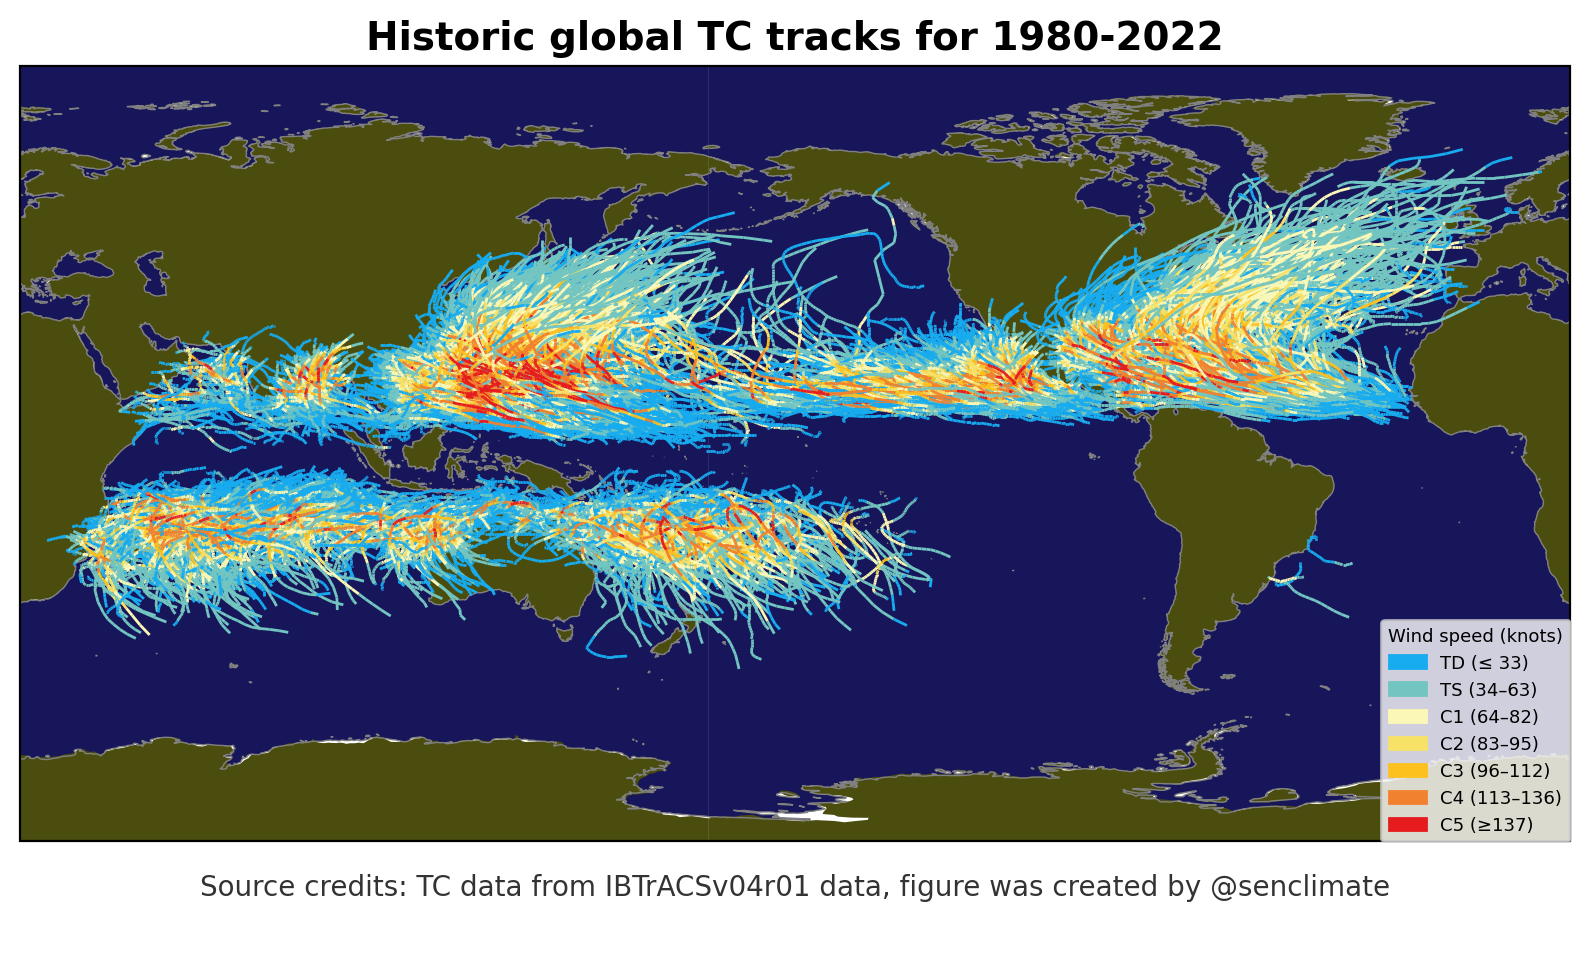 Historic global TC tracks for 1980-2022
Wind speed (knots)
TD (≤ 33)
TS (34–63)
C1 (64–82)
C2 (83–95)
C3 (96–112)
C4 (113–136)
C5 (≥137)
Source credits: TC data from IBTrACSv04r01 data, figure was created by @senclimate